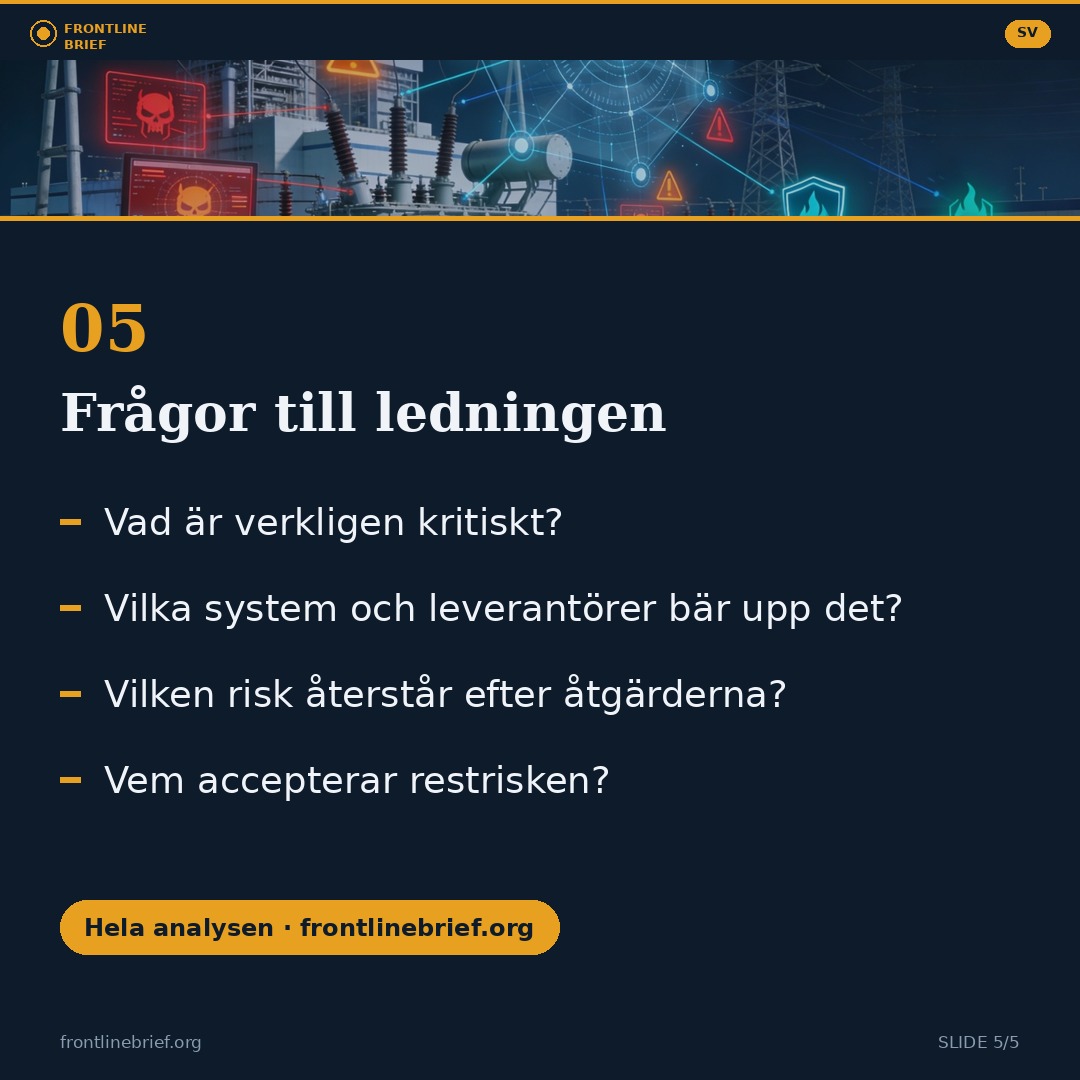 FRONTLINE
BRIEF
SV
05
Frågor till ledningen
– Vad är verkligen kritiskt?
– Vilka system och leverantörer bär upp det?
– Vilken risk återstår efter åtgärderna?
– Vem accepterar restrisken?
Hela analysen · frontlinebrief.org
frontlinebrief.org
SLIDE 5/5